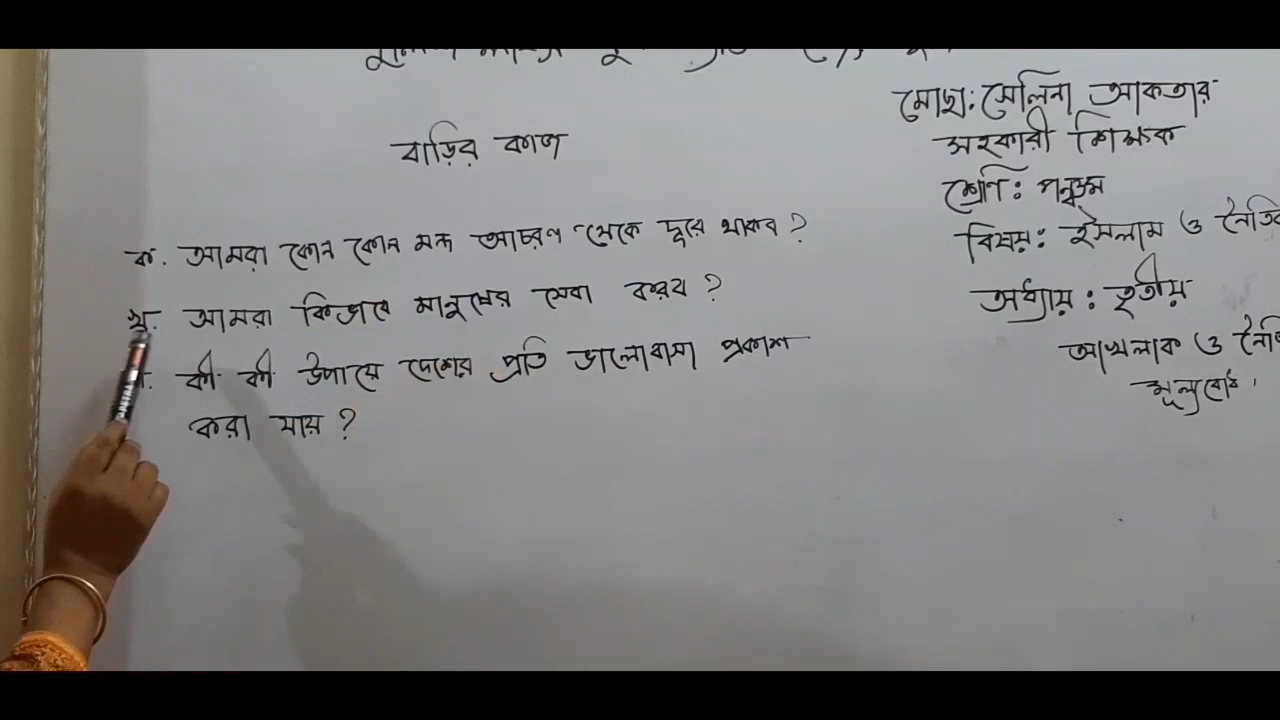 বাড়ির কাজ
ক. আমরা কোন কোন মন্দ আচরণ থেকে দূরে থাকব?
খ. আমরা কিভাবে মানুষের সেবা করব?
কী কী উপায়ে দেশের প্রতি ভালোবাসা প্রকাশ
করা যায়?
মোছা: সেলিনা আকতার
সহকারী শিক্ষক
শ্রেণি: পঞ্চম
বিষয়: ইসলাম ও
অধ্যায়: তৃতীয়
আখলাক ও
মূল্যবোধ।